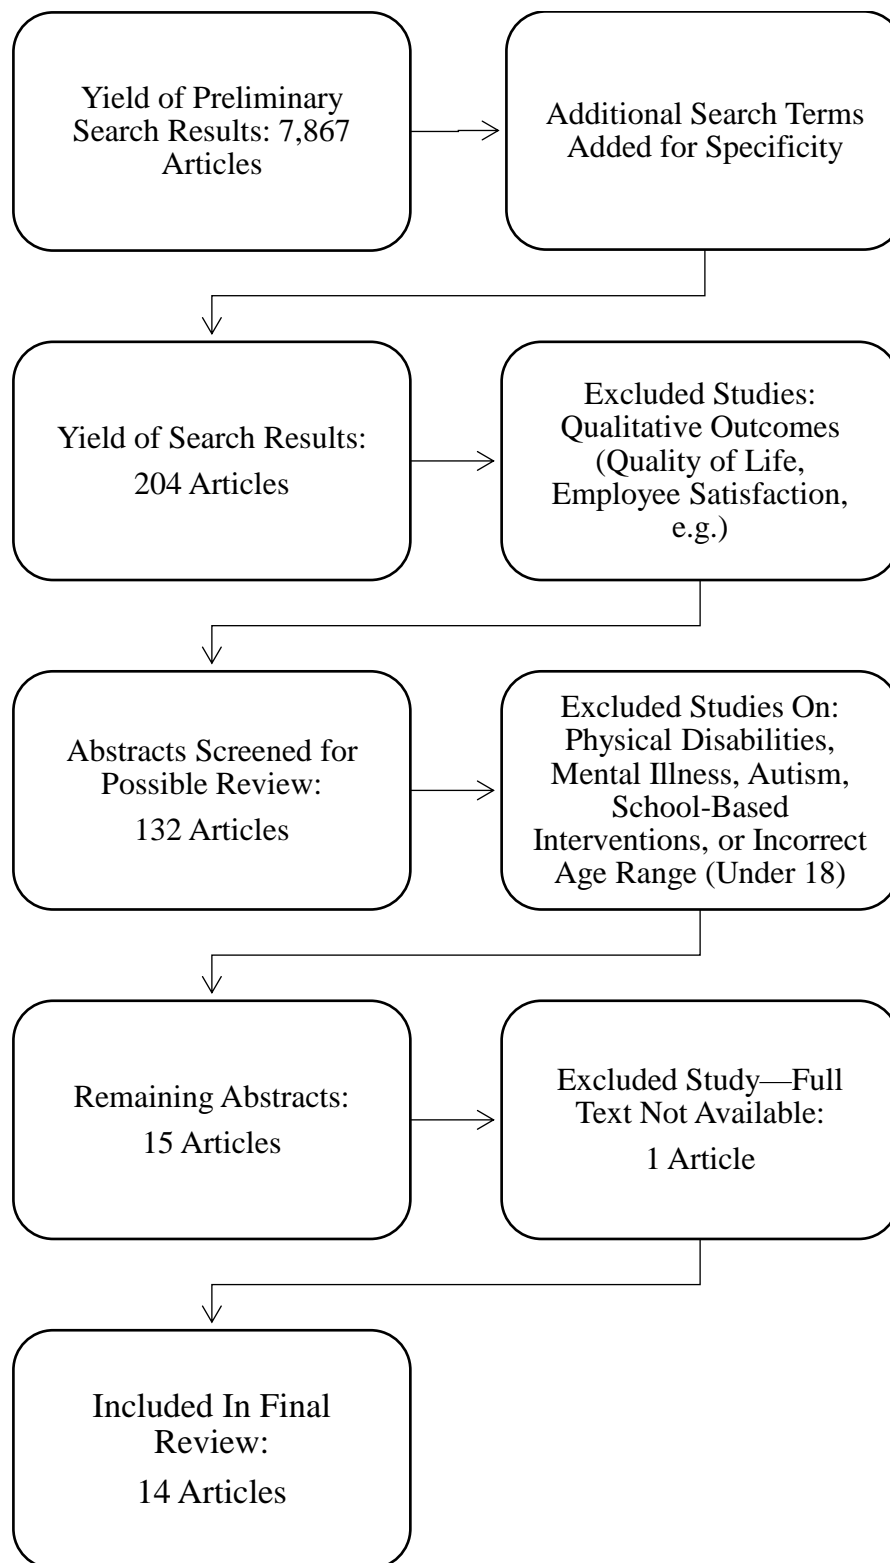 Yield of Preliminary
Search Results: 7,867
Articles
Additional Search Terms
Added for Specificity
Yield of Search Results:
204 Articles
Excluded Studies:
Qualitative Outcomes
(Quality of Life,
Employee Satisfaction,
e.g.)
Abstracts Screened for
Possible Review:
132 Articles
Excluded Studies On:
Physical Disabilities,
Mental Illness, Autism,
School-Based
Interventions, or Incorrect
Age Range (Under 18)
Remaining Abstracts:
15 Articles
Excluded Study—Full
Text Not Available:
1 Article
Included In Final
Review:
14 Articles